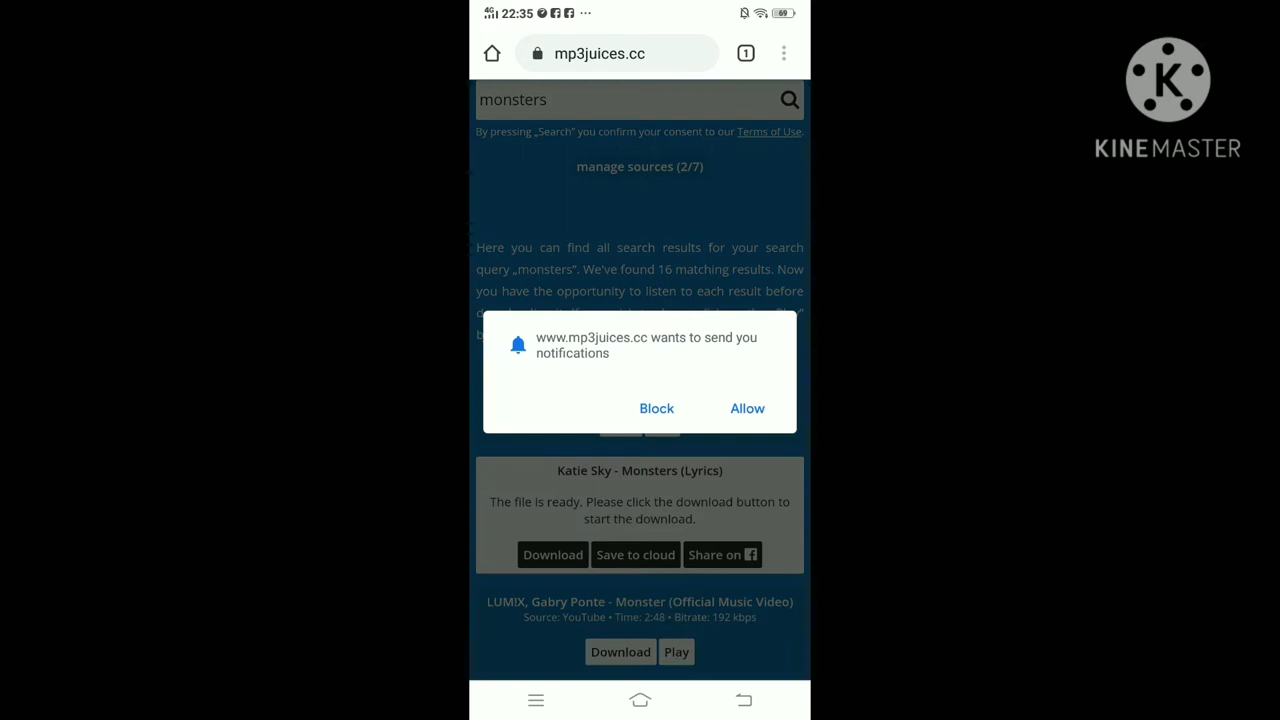 4G 22:35 69
mp3juices.cc 1
monsters
By pressing „Search” you confirm your consent to our Terms of Use.
manage sources (2/7)
Here you can find all search results for your search
query „monsters”. We've found 16 matching results. Now
you have the opportunity to listen to each result before
www.mp3juices.cc wants to send you
notifications
Block Allow
Katie Sky - Monsters (Lyrics)
The file is ready. Please click the download button to
start the download.
Download Save to cloud Share on
LUM!X, Gabry Ponte - Monster (Official Music Video)
Source: YouTube • Time: 2:48 • Bitrate: 192 kbps
Download Play
K
KINEMASTER